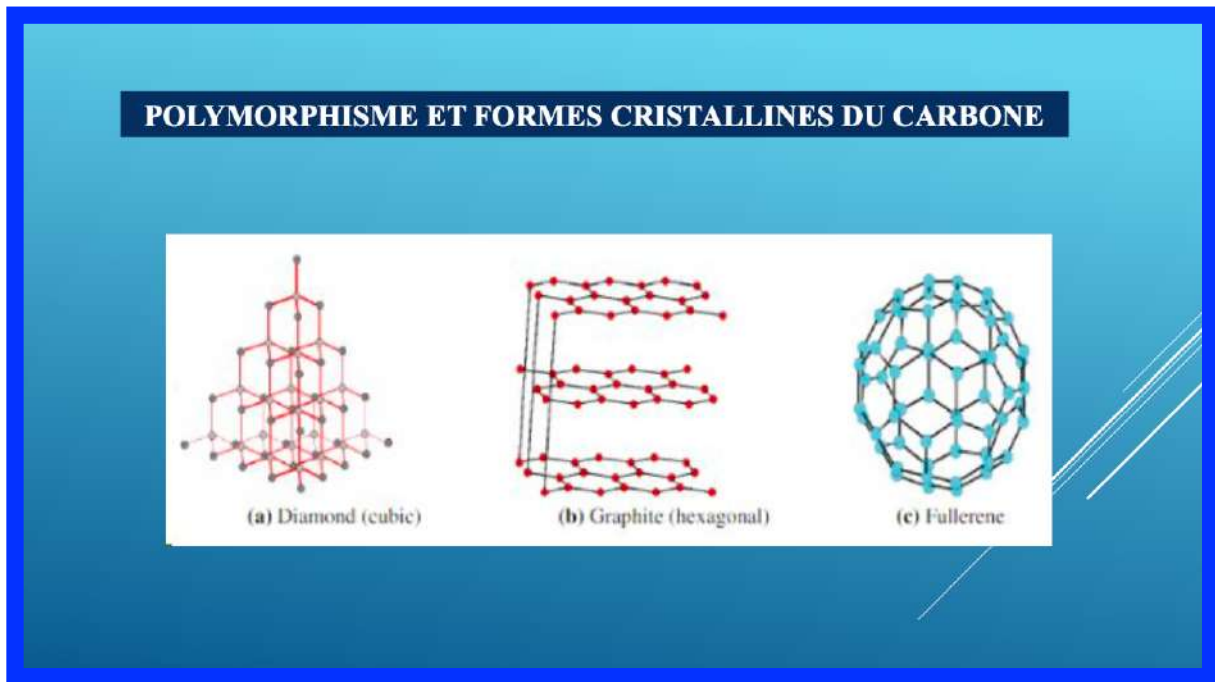 POLYMORPHISME ET FORMES CRISTALLINES DU CARBONE
(a) Diamond (cubic)
(b) Graphite (hexagonal)
(c) Fullerene